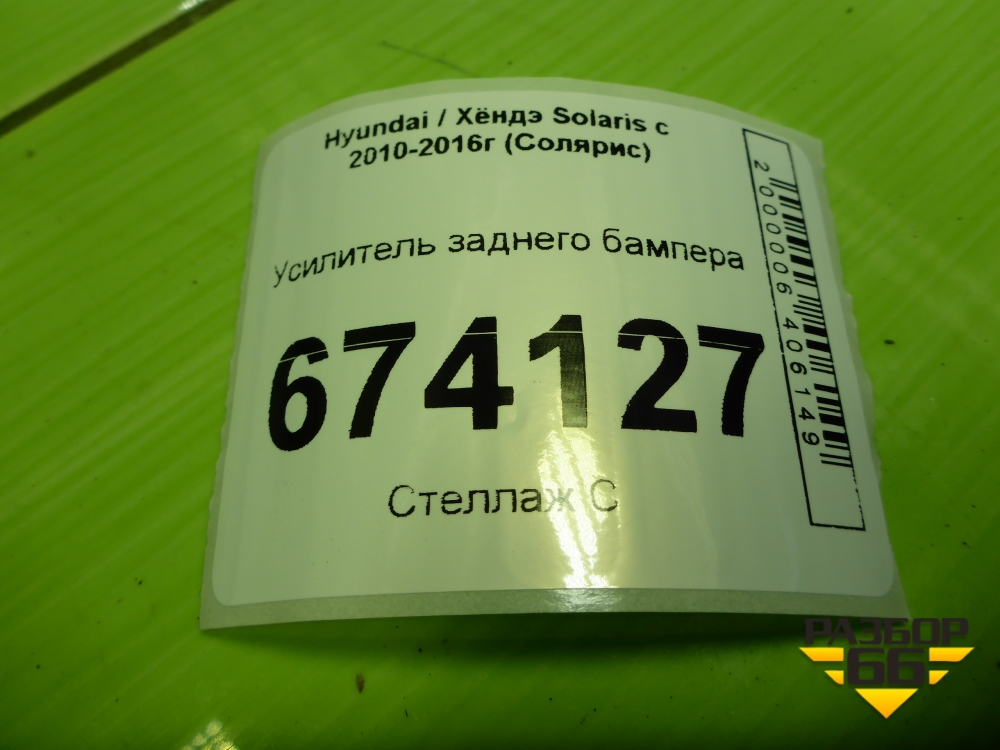 Hyundai / Хёндэ Solaris с
2010-2016г (Солярис)
Усилитель заднего бампера
674127
Стеллаж С
2000006406149
РАЗБОР
66